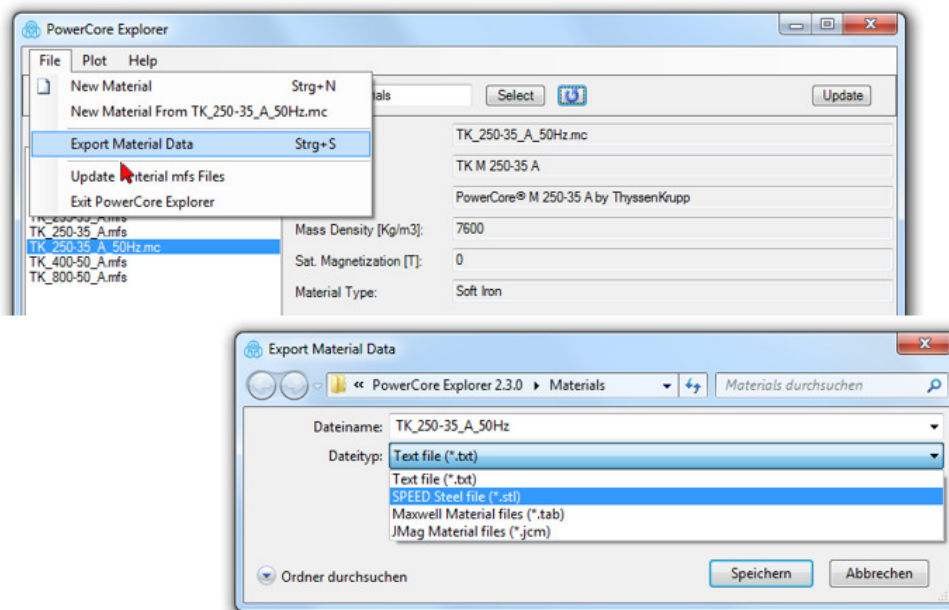 PowerCore Explorer
File Plot Help
New Material Strg+N
New Material From TK_250-35_A_50Hz.mc
Export Material Data Strg+S
Update Material mfs Files
Exit PowerCore Explorer
ials Select Update
TK_250-35_A_50Hz.mc
TK M 250-35 A
PowerCore® M 250-35 A by ThyssenKrupp
Mass Density [Kg/m3]: 7600
Sat. Magnetization [T]: 0
Material Type: Soft Iron
TK_250-35_A.mfs
TK_250-35_A_50Hz.mc
TK_400-50_A.mfs
TK_800-50_A.mfs
Export Material Data
« PowerCore Explorer 2.3.0 Materials Materials durchsuchen
Dateiname: TK_250-35_A_50Hz
Dateityp: Text file (*.txt)
Text file (*.txt)
SPEED Steel file (*.stl)
Maxwell Material files (*.tab)
JMag Material files (*.jcm)
Ordner durchsuchen Speichern Abbrechen